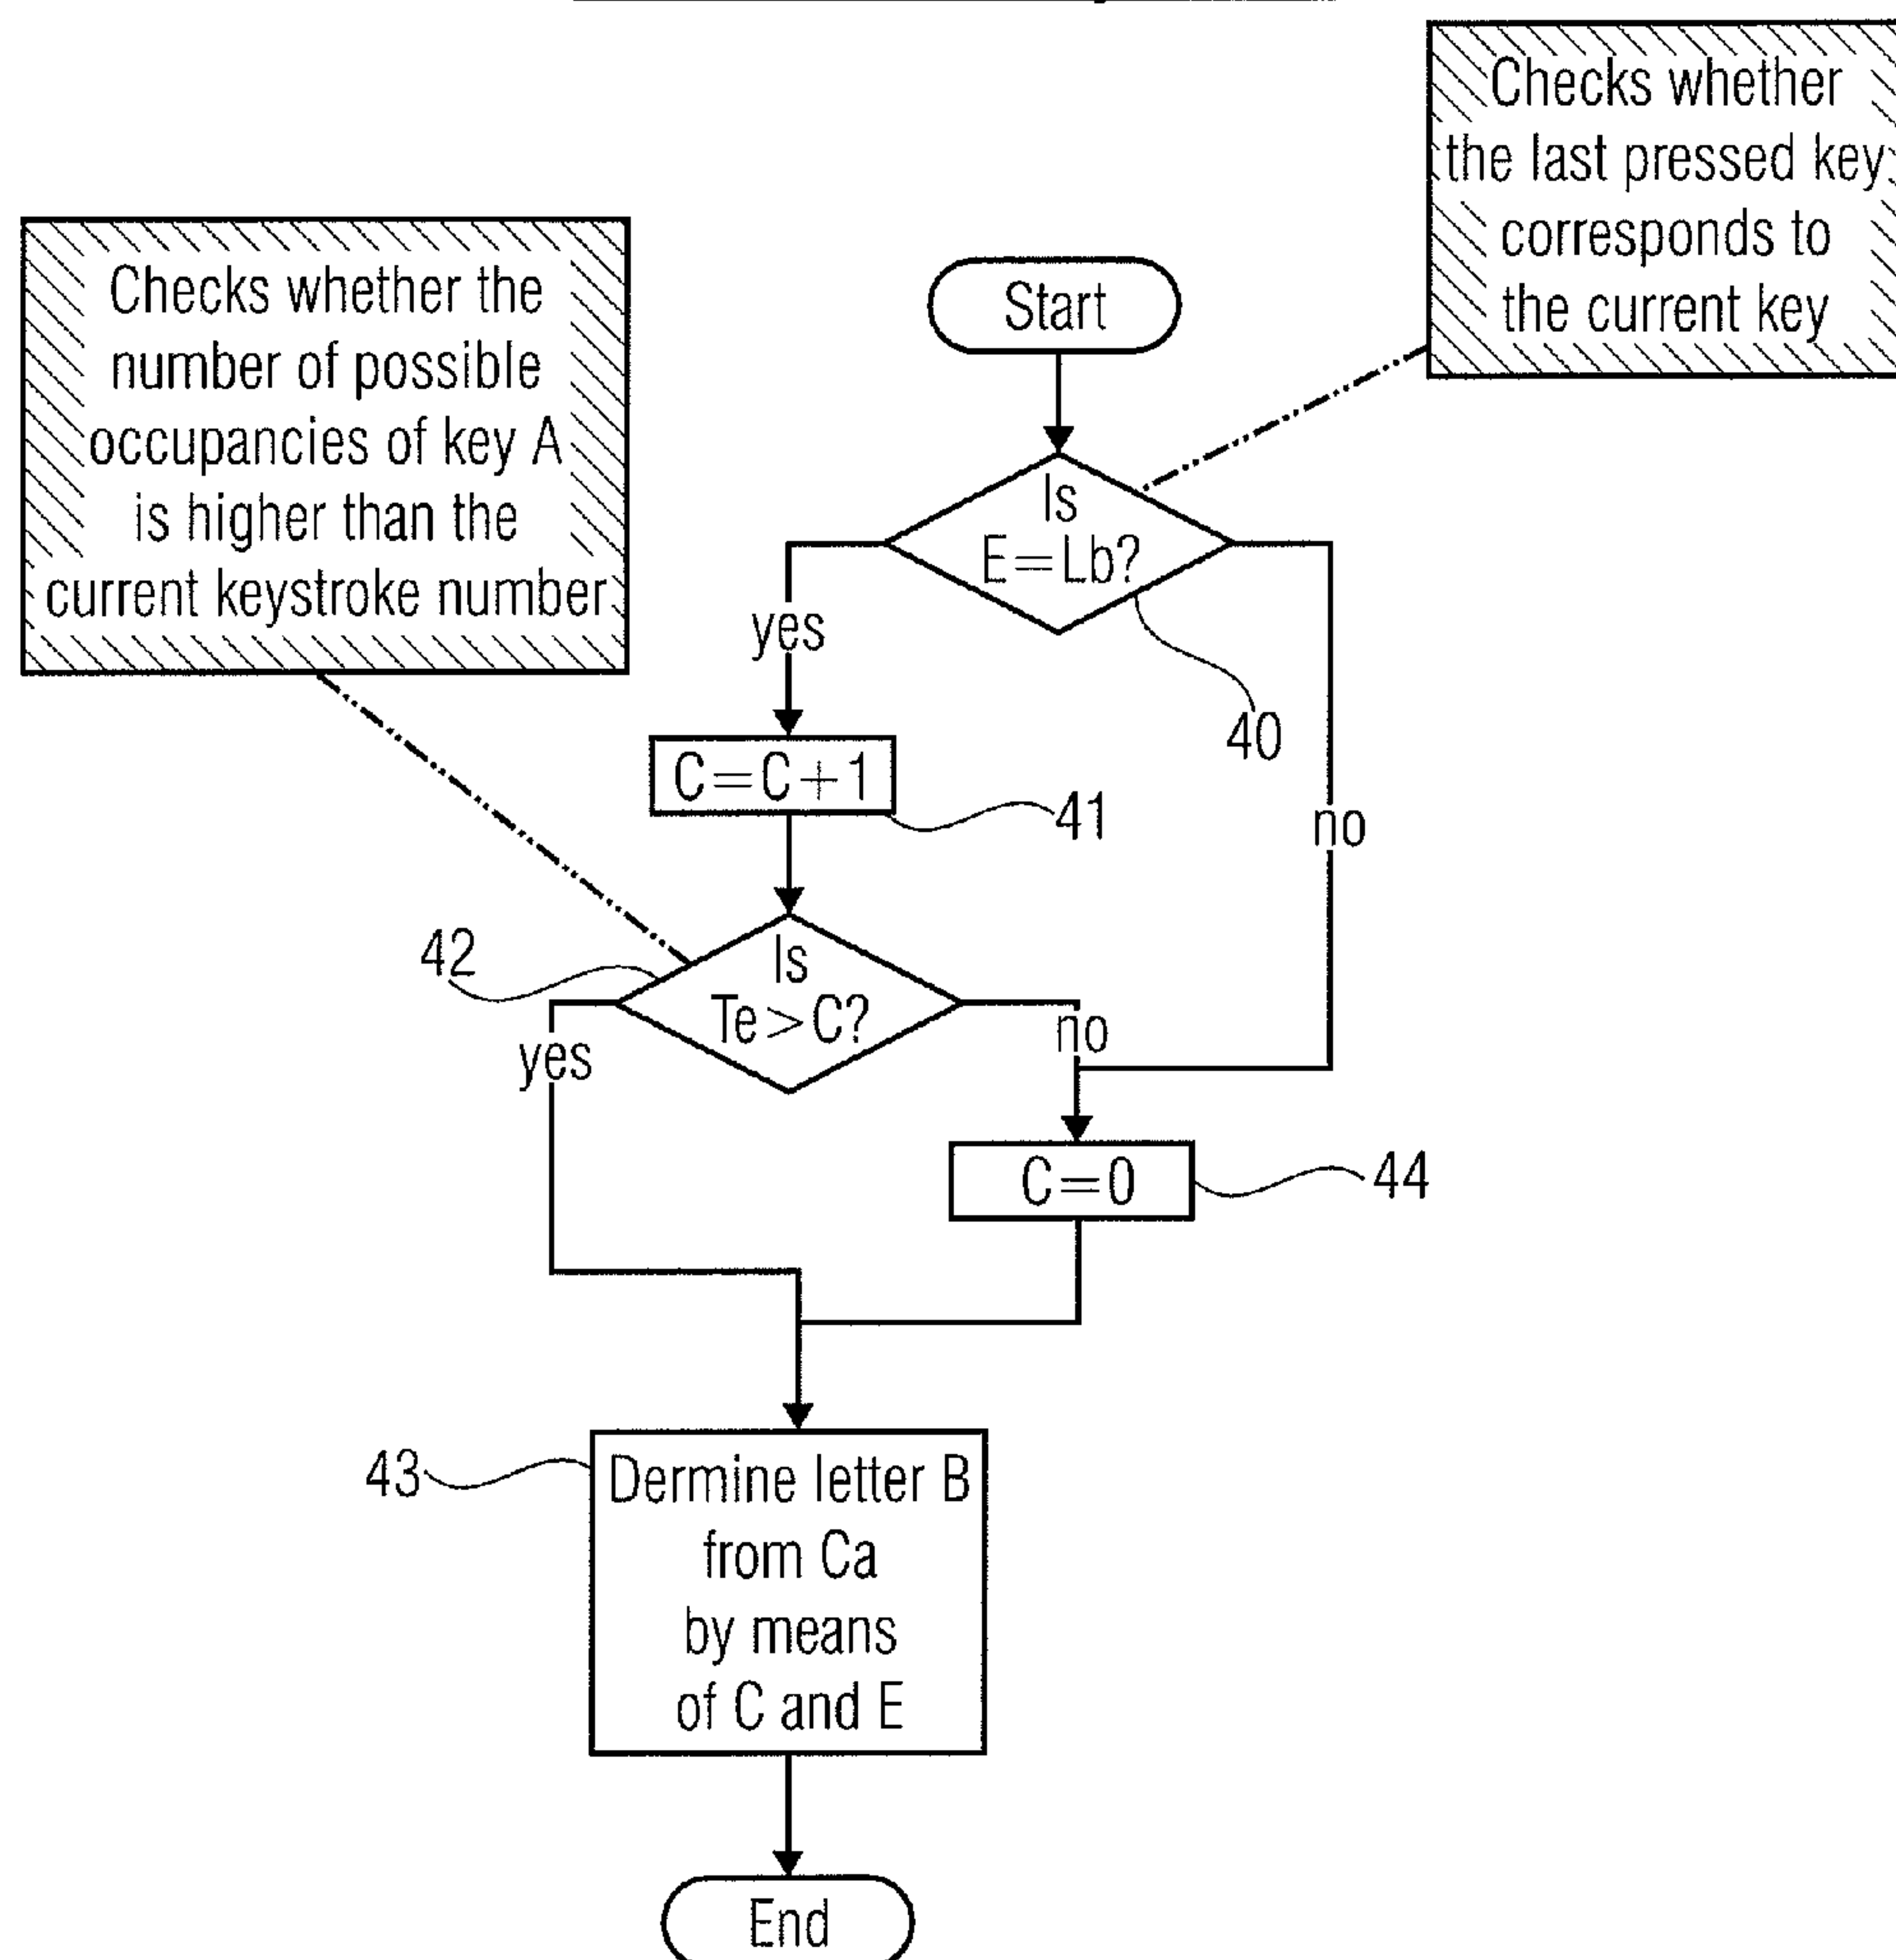 Checks whether
the last pressed key
corresponds to
the current key
Checks whether the
number of possible
occupancies of key A
is higher than the
current keystroke number
Start
Is
E=Lb?
yes
40
C=C+1
41
no
42
Is
Te>C?
yes
no
C=0
44
43
Dermine letter B
from Ca
by means
of C and E
End